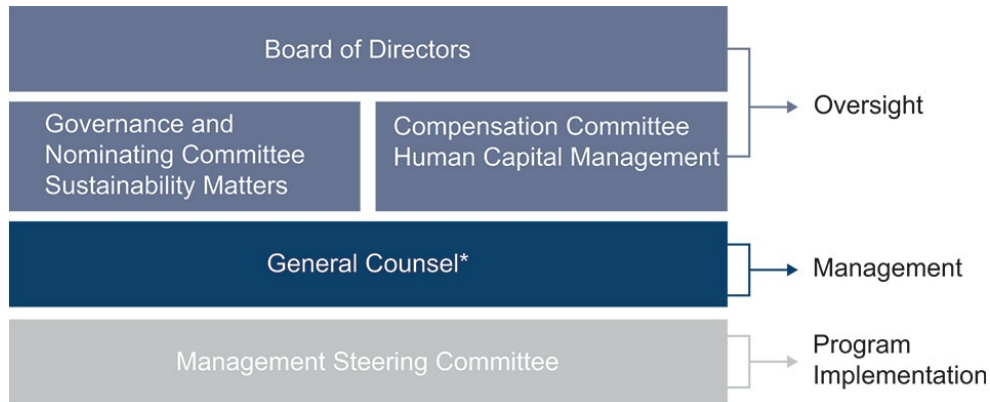 Board of Directors
Oversight
Governance and
Nominating Committee
Sustainability Matters
Compensation Committee
Human Capital Management
General Counsel*
Management
Management Steering Committee
Program
Implementation